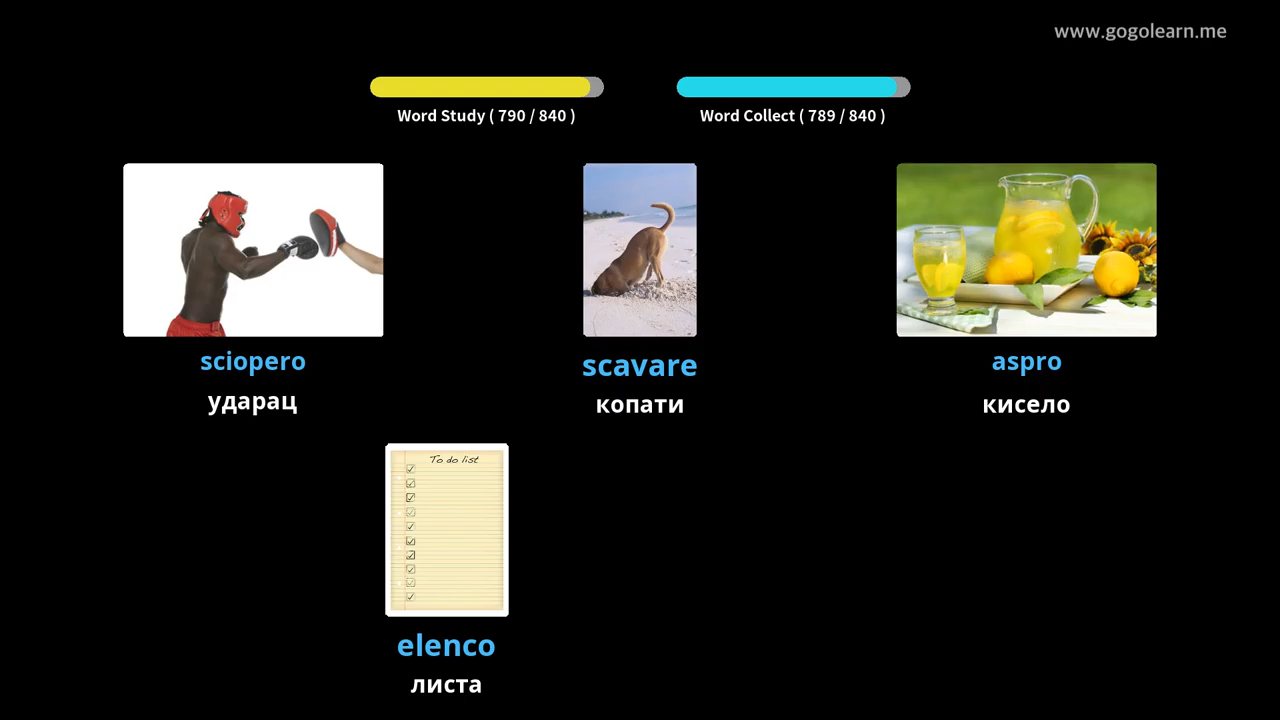 www.gogolearn.me
Word Study ( 790 / 840 )
Word Collect ( 789 / 840 )
sciopero
ударац
scavare
копати
aspro
кисело
To do list
elenco
листа